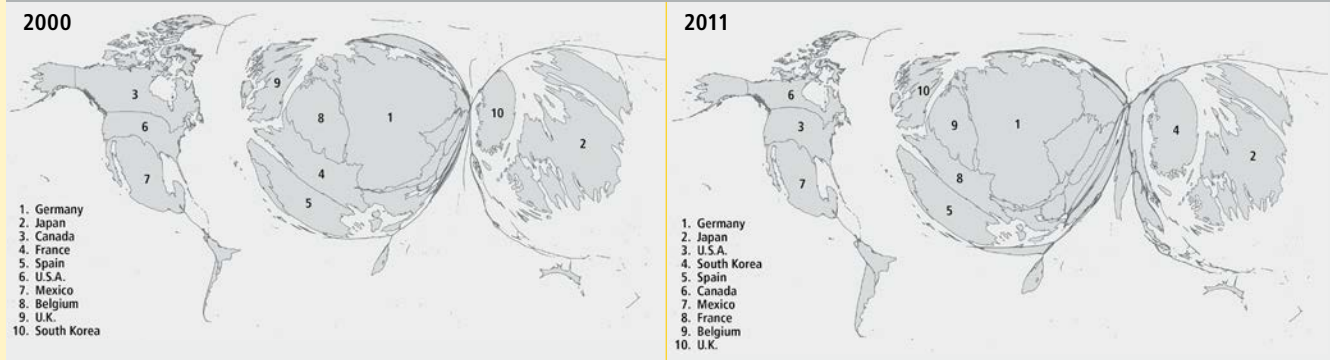 2000
3
6
7
9
8
1
4
5
10
2
1. Germany
2. Japan
3. Canada
4. France
5. Spain
6. U.S.A.
7. Mexico
8. Belgium
9. U.K.
10. South Korea
2011
6
3
7
10
9
1
8
5
4
2
1. Germany
2. Japan
3. U.S.A.
4. South Korea
5. Spain
6. Canada
7. Mexico
8. France
9. Belgium
10. U.K.